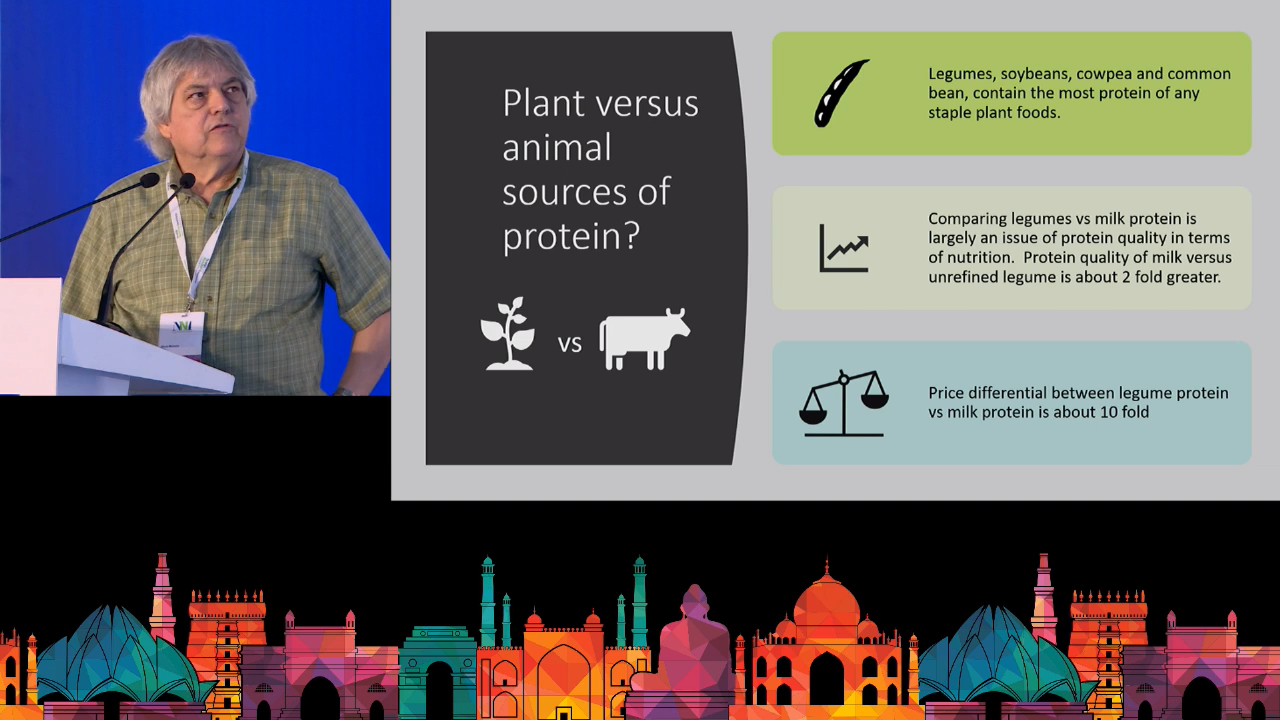 Plant versus
animal
sources of
protein?
vs
Legumes, soybeans, cowpea and common
bean, contain the most protein of any
staple plant foods.
Comparing legumes vs milk protein is
largely an issue of protein quality in terms
of nutrition.  Protein quality of milk versus
unrefined legume is about 2 fold greater.
Price differential between legume protein
vs milk protein is about 10 fold